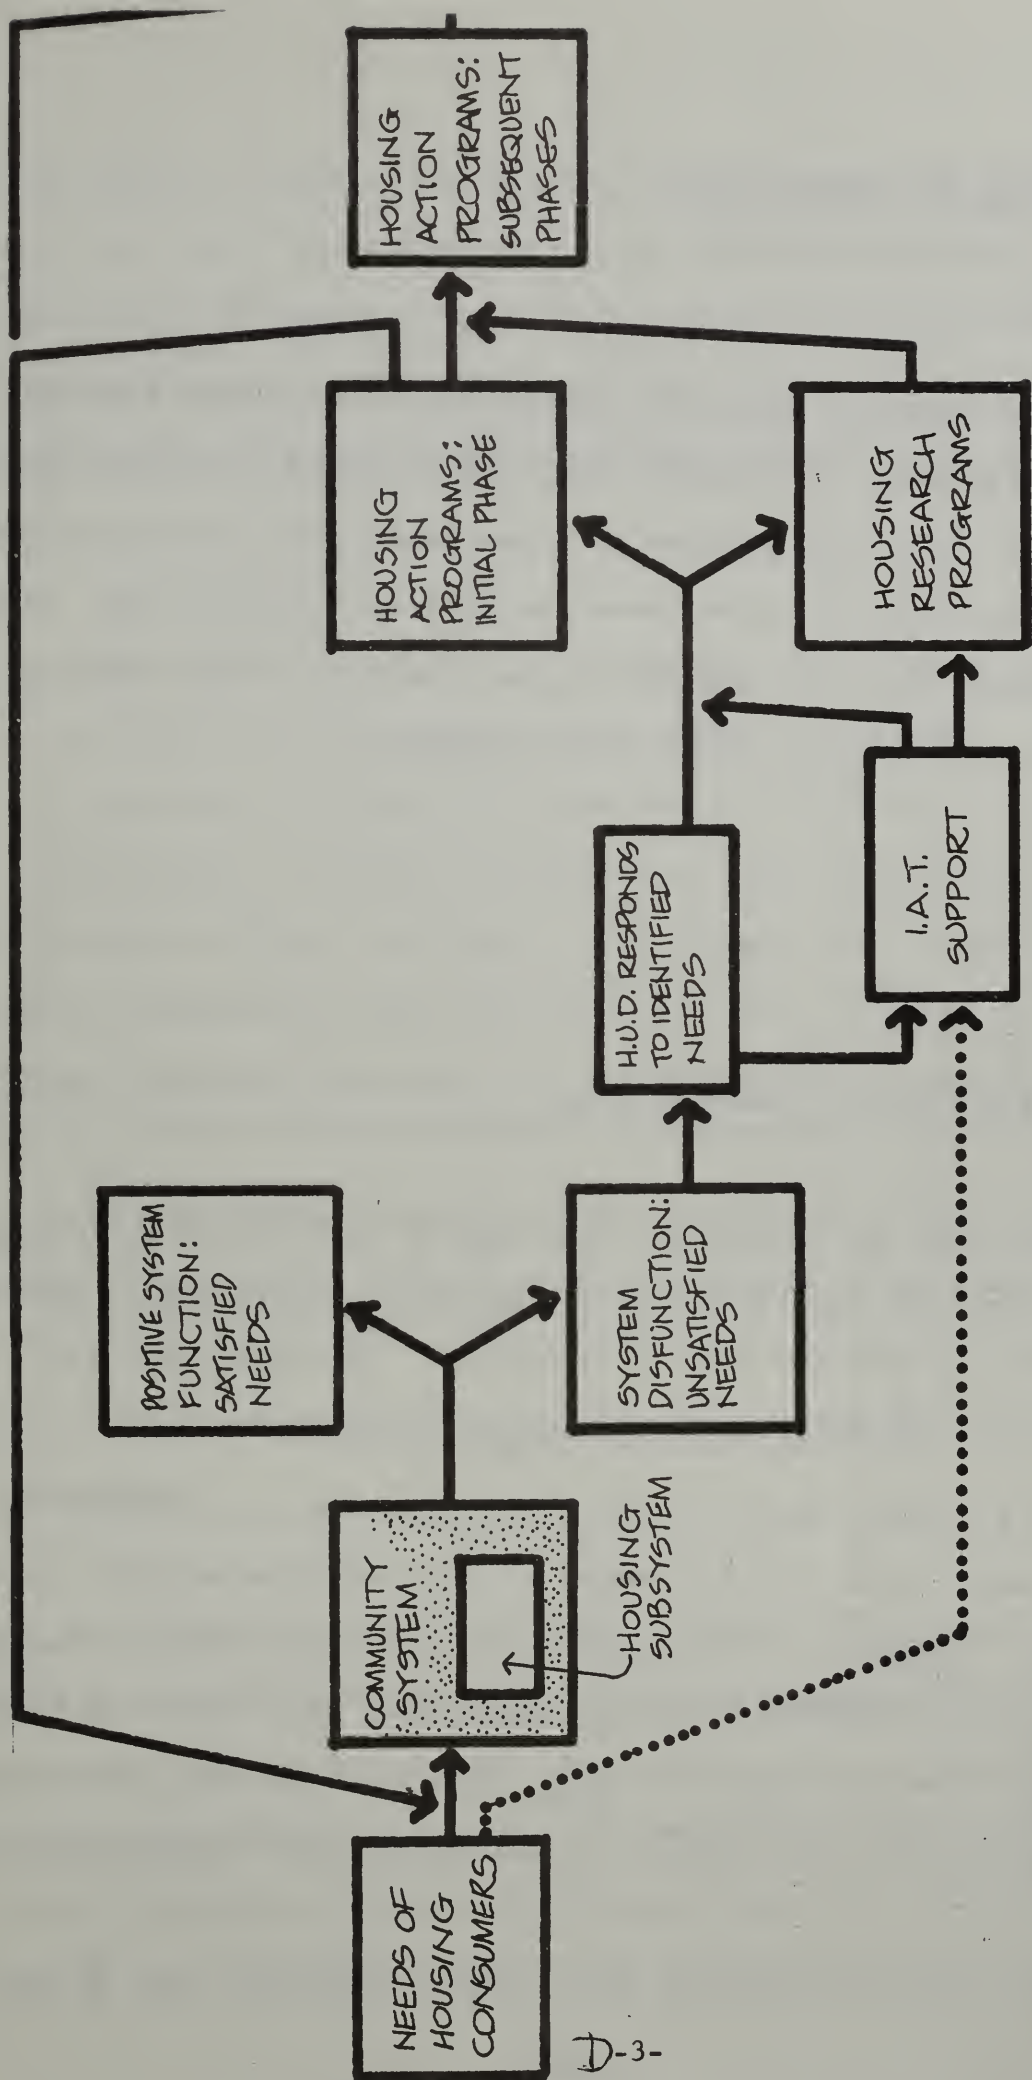 NEEDS OF
HOUSING
CONSUMERS
COMMUNITY
SYSTEM
HOUSING
SUBSYSTEM
POSITIVE SYSTEM
FUNCTION:
SATISFIED
NEEDS
SYSTEM
DISFUNCTION:
UNSATISFIED
NEEDS
H.U.D. RESPONDS
TO IDENTIFIED
NEEDS
I.A.T.
SUPPORT
HOUSING
ACTION
PROGRAMS:
INITIAL PHASE
HOUSING
RESEARCH
PROGRAMS
HOUSING
ACTION
PROGRAMS:
SUBSEQUENT
PHASES
D-3-